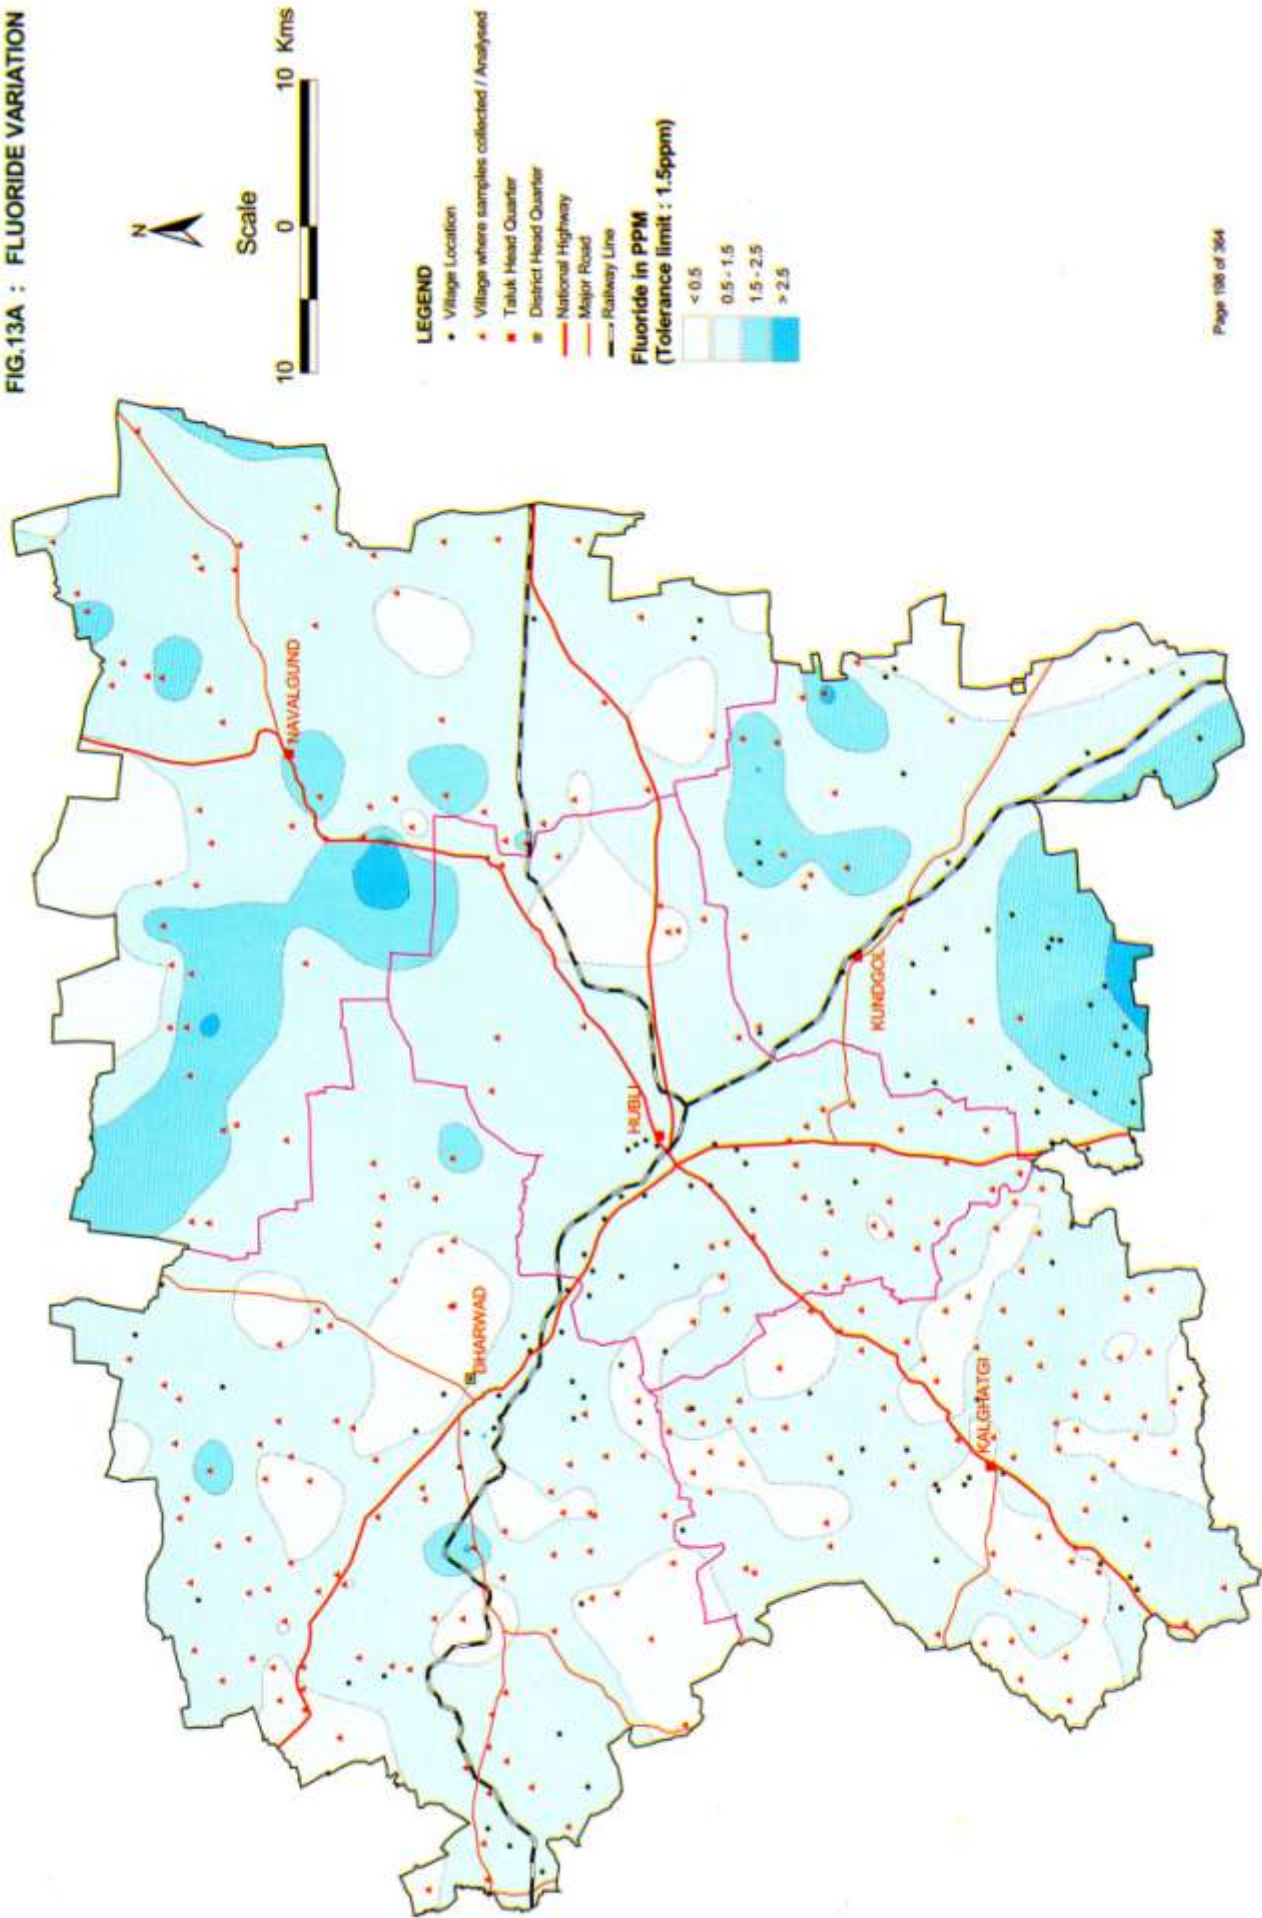 FIG.13A : FLUORIDE VARIATION
N
Scale
10 0 10 Kms
LEGEND
Village Location
Village where samples collected / Analysed
Taluk Head Quarter
District Head Quarter
National Highway
Major Road
Railway Line
Fluoride in PPM
(Tolerance limit : 1.5ppm)
< 0.5
0.5 - 1.5
1.5 - 2.5
> 2.5
NAVALGUND
DHARWAD
HUBLI
KUNDGOL
KALGHATGI
Page 198 of 364